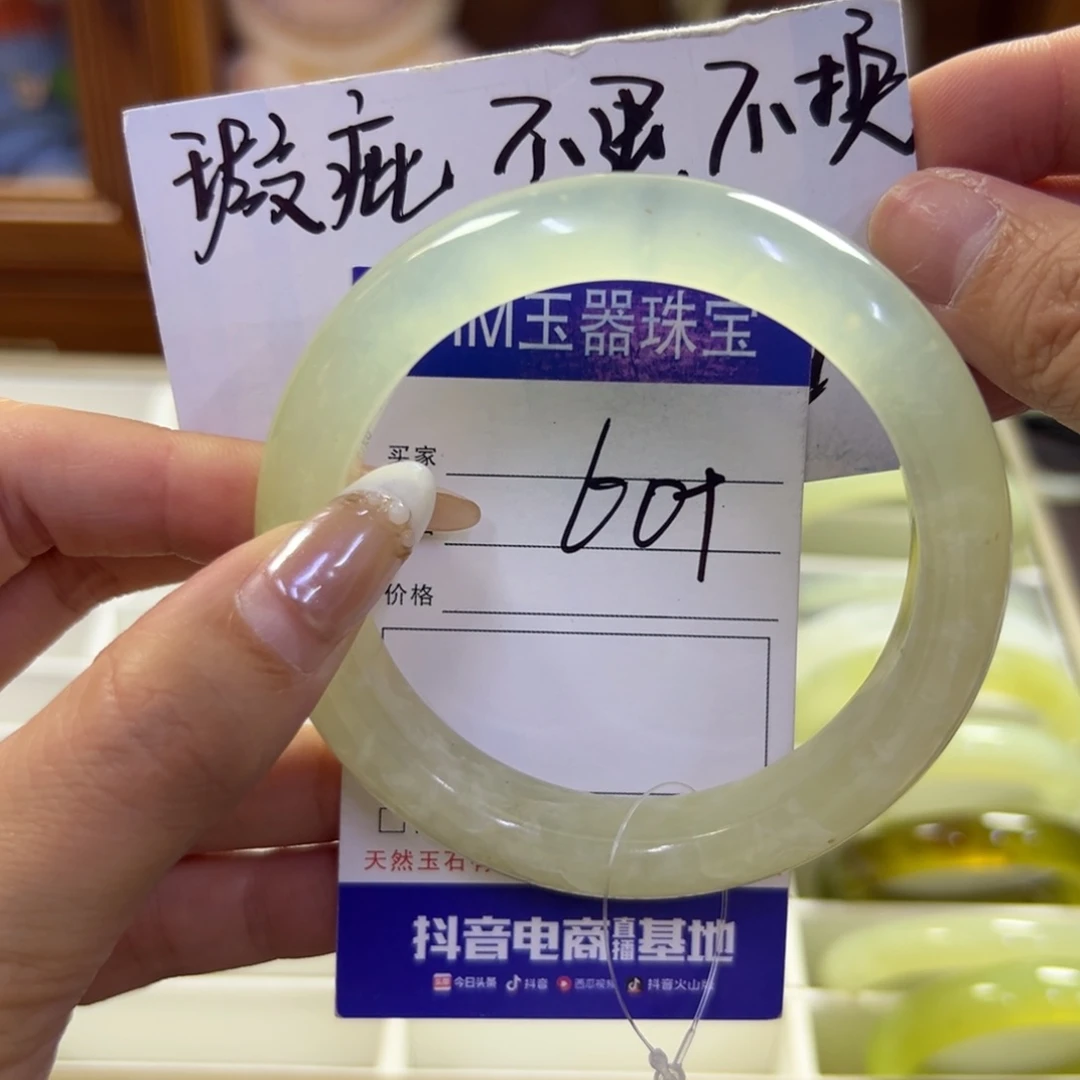 瑕疵 不退 不换
IM玉器珠宝
买家
60f
价格
天然玉石有
抖音电商直播基地
今日头条 抖音 西瓜视频 抖音火山版